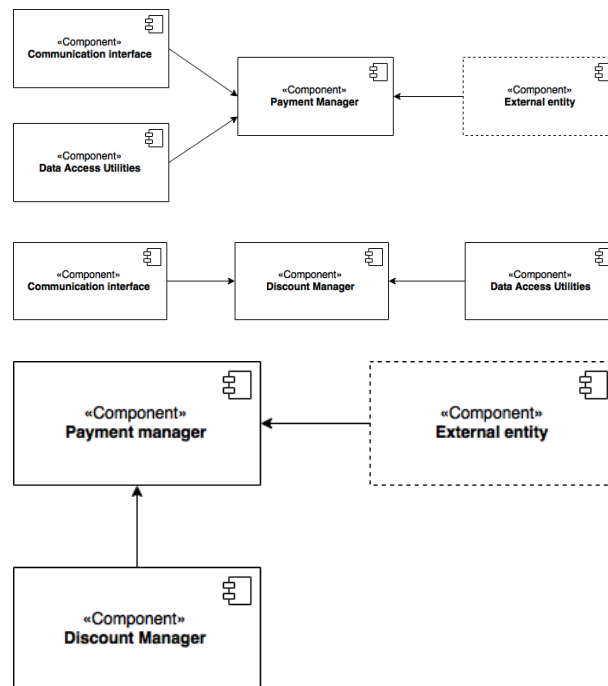 «Component»
Communication interface
«Component»
Payment Manager
«Component»
External entity
«Component»
Data Access Utilities
«Component»
Communication interface
«Component»
Discount Manager
«Component»
Data Access Utilities
«Component»
Payment manager
«Component»
External entity
«Component»
Discount Manager